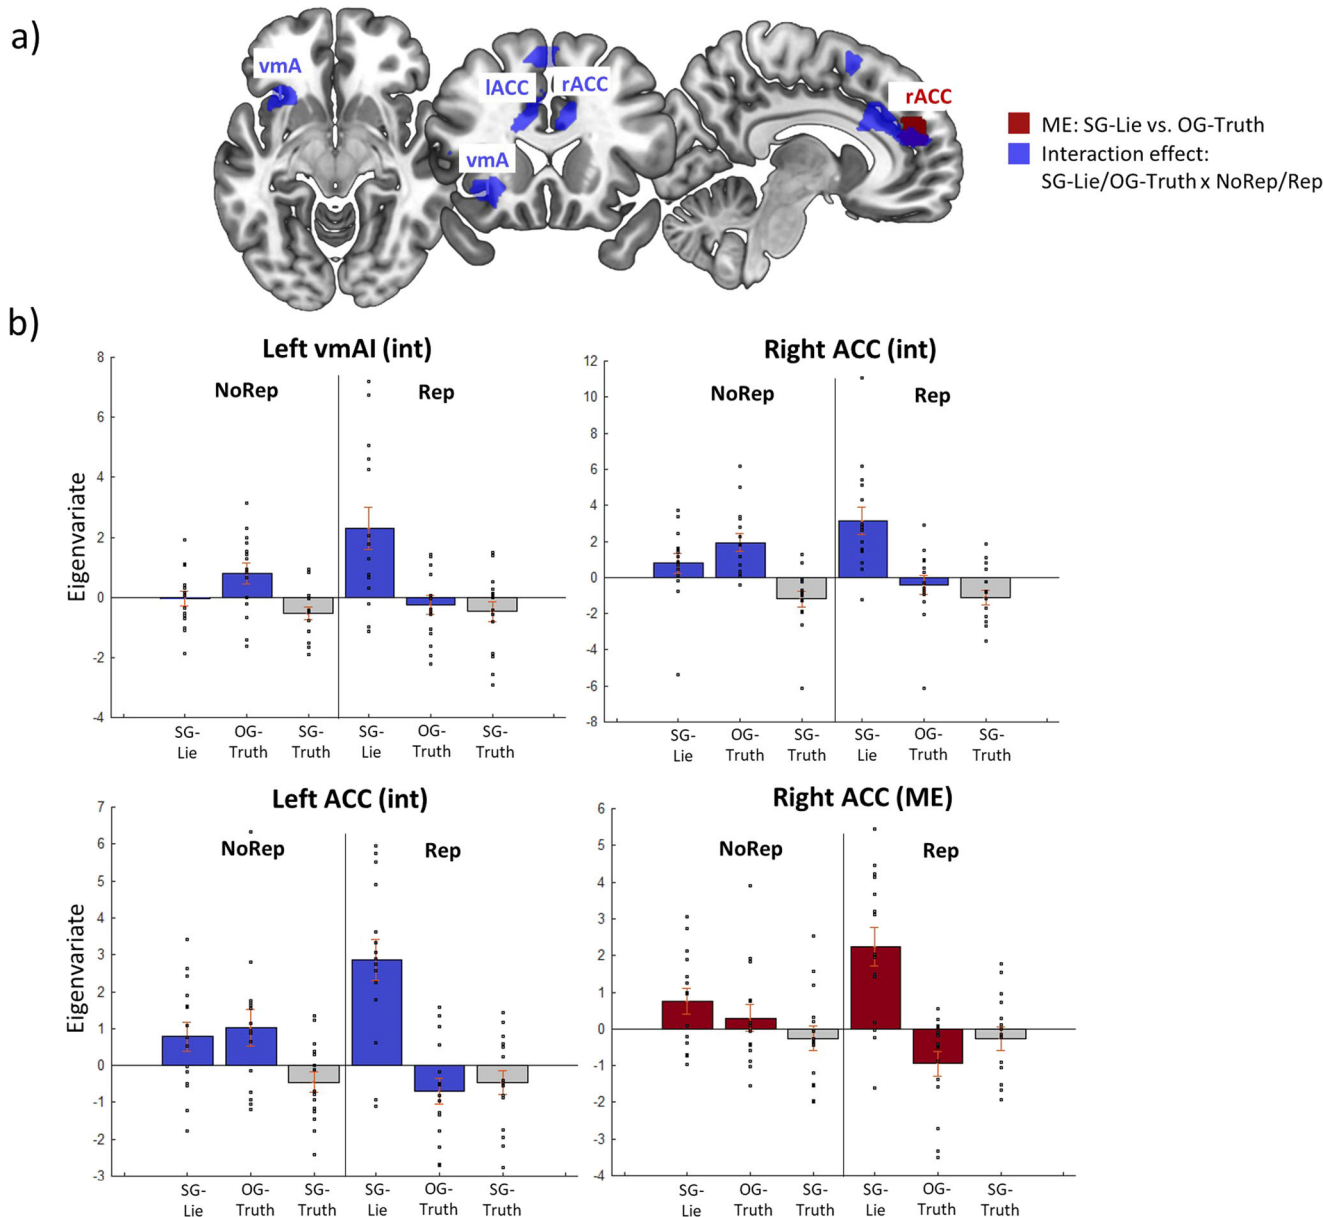 a)
vmA
lACC
rACC
vmA
rACC
ME: SG-Lie vs. OG-Truth
Interaction effect:
SG-Lie/OG-Truth x NoRep/Rep
b)
Left vmAI (int)
NoRep
Rep
Eigenvariate
8
6
4
2
0
-2
-4
SG-
Lie
OG-
Truth
SG-
Truth
SG-
Lie
OG-
Truth
SG-
Truth
Right ACC (int)
NoRep
Rep
12
10
8
6
4
2
0
-2
-4
-6
-8
SG-
Lie
OG-
Truth
SG-
Truth
SG-
Lie
OG-
Truth
SG-
Truth
Left ACC (int)
NoRep
Rep
Eigenvariate
7
6
5
4
3
2
1
0
-1
-2
-3
SG-
Lie
OG-
Truth
SG-
Truth
SG-
Lie
OG-
Truth
SG-
Truth
Right ACC (ME)
NoRep
Rep
6
5
4
3
2
1
0
-1
-2
-3
-4
SG-
Lie
OG-
Truth
SG-
Truth
SG-
Lie
OG-
Truth
SG-
Truth